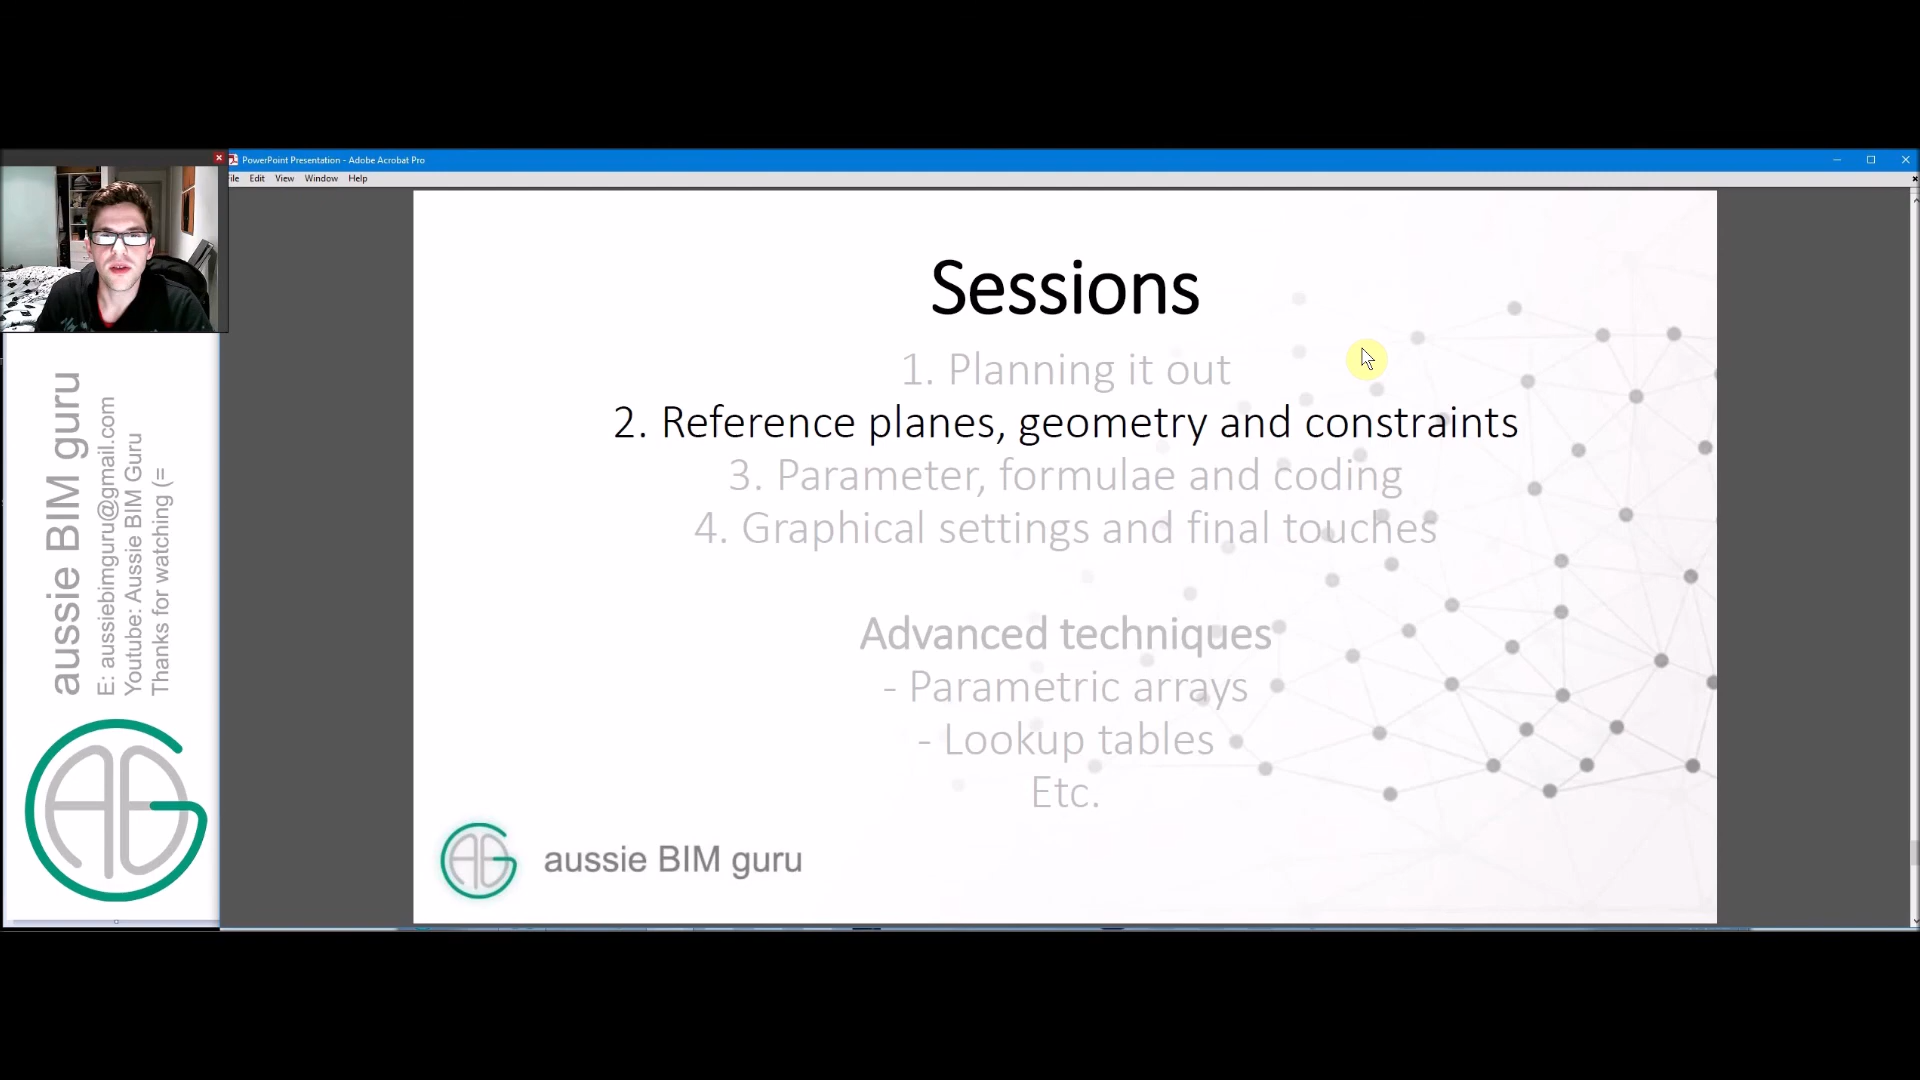 PowerPoint Presentation - Adobe Acrobat Pro
File Edit View Window Help
Sessions
1. Planning it out
2. Reference planes, geometry and constraints
3. Parameter, formulae and coding
4. Graphical settings and final touches
Advanced techniques
- Parametric arrays
- Lookup tables
Etc.
aussie BIM guru
aussie BIM guru
E: aussiebimguru@gmail.com
Youtube: Aussie BIM Guru
Thanks for watching (=